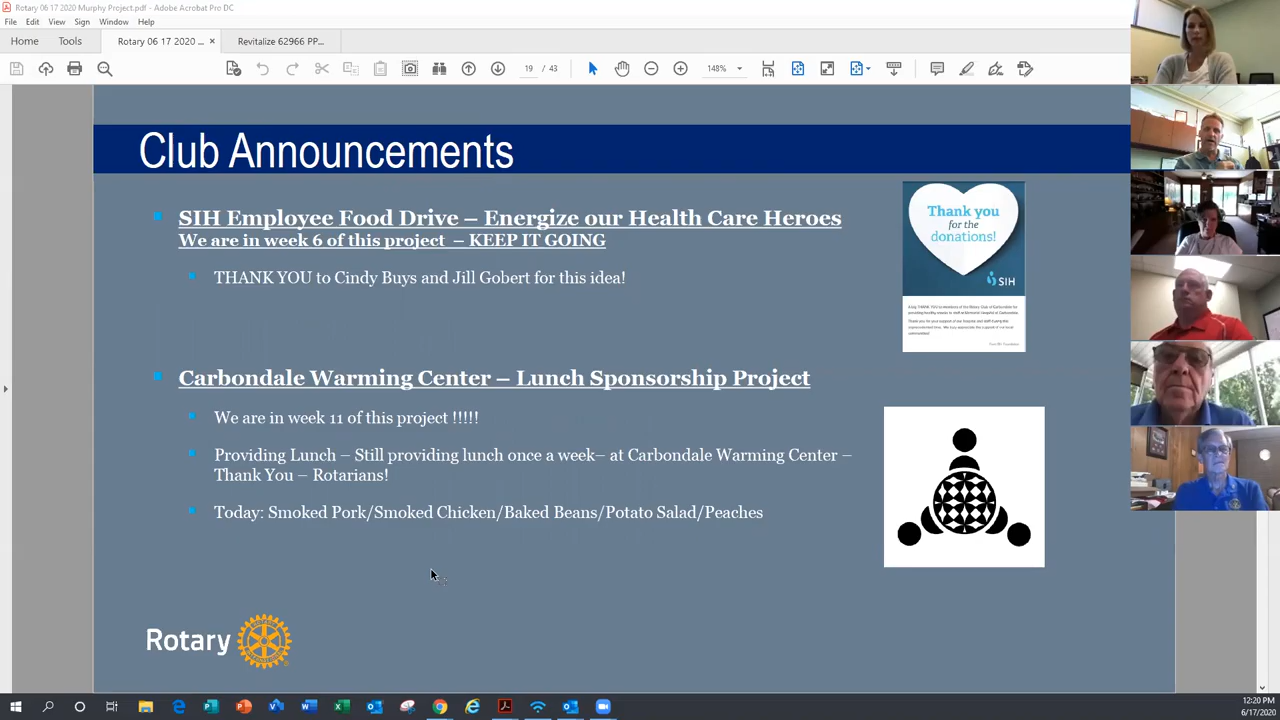 Rotary 06 17 2020 Murphy Project.pdf - Adobe Acrobat Pro DC
File Edit View Sign Window Help
Home Tools Rotary 06 17 2020 ... × Revitalize 62966 PP...
19 / 43 148%
Club Announcements
SIH Employee Food Drive – Energize our Health Care Heroes
We are in week 6 of this project – KEEP IT GOING
THANK YOU to Cindy Buys and Jill Gobert for this idea!
Thank you
for the
donations!
SIH
Carbondale Warming Center – Lunch Sponsorship Project
We are in week 11 of this project !!!!!
Providing Lunch – Still providing lunch once a week– at Carbondale Warming Center –
Thank You – Rotarians!
Today: Smoked Pork/Smoked Chicken/Baked Beans/Potato Salad/Peaches
Rotary
12:20 PM
6/17/2020